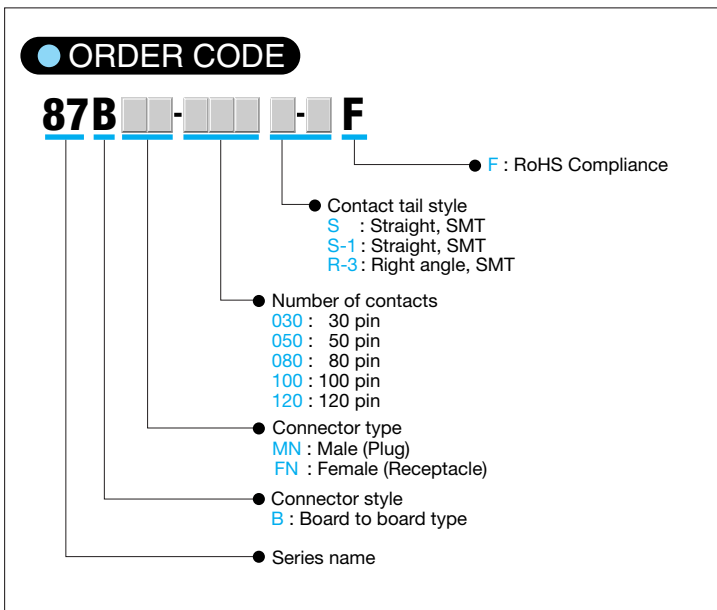 ORDER CODE
87B - - F
F : RoHS Compliance
Contact tail style
S : Straight, SMT
S-1 : Straight, SMT
R-3 : Right angle, SMT
Number of contacts
030 : 30 pin
050 : 50 pin
080 : 80 pin
100 : 100 pin
120 : 120 pin
Connector type
MN : Male (Plug)
FN : Female (Receptacle)
Connector style
B : Board to board type
Series name